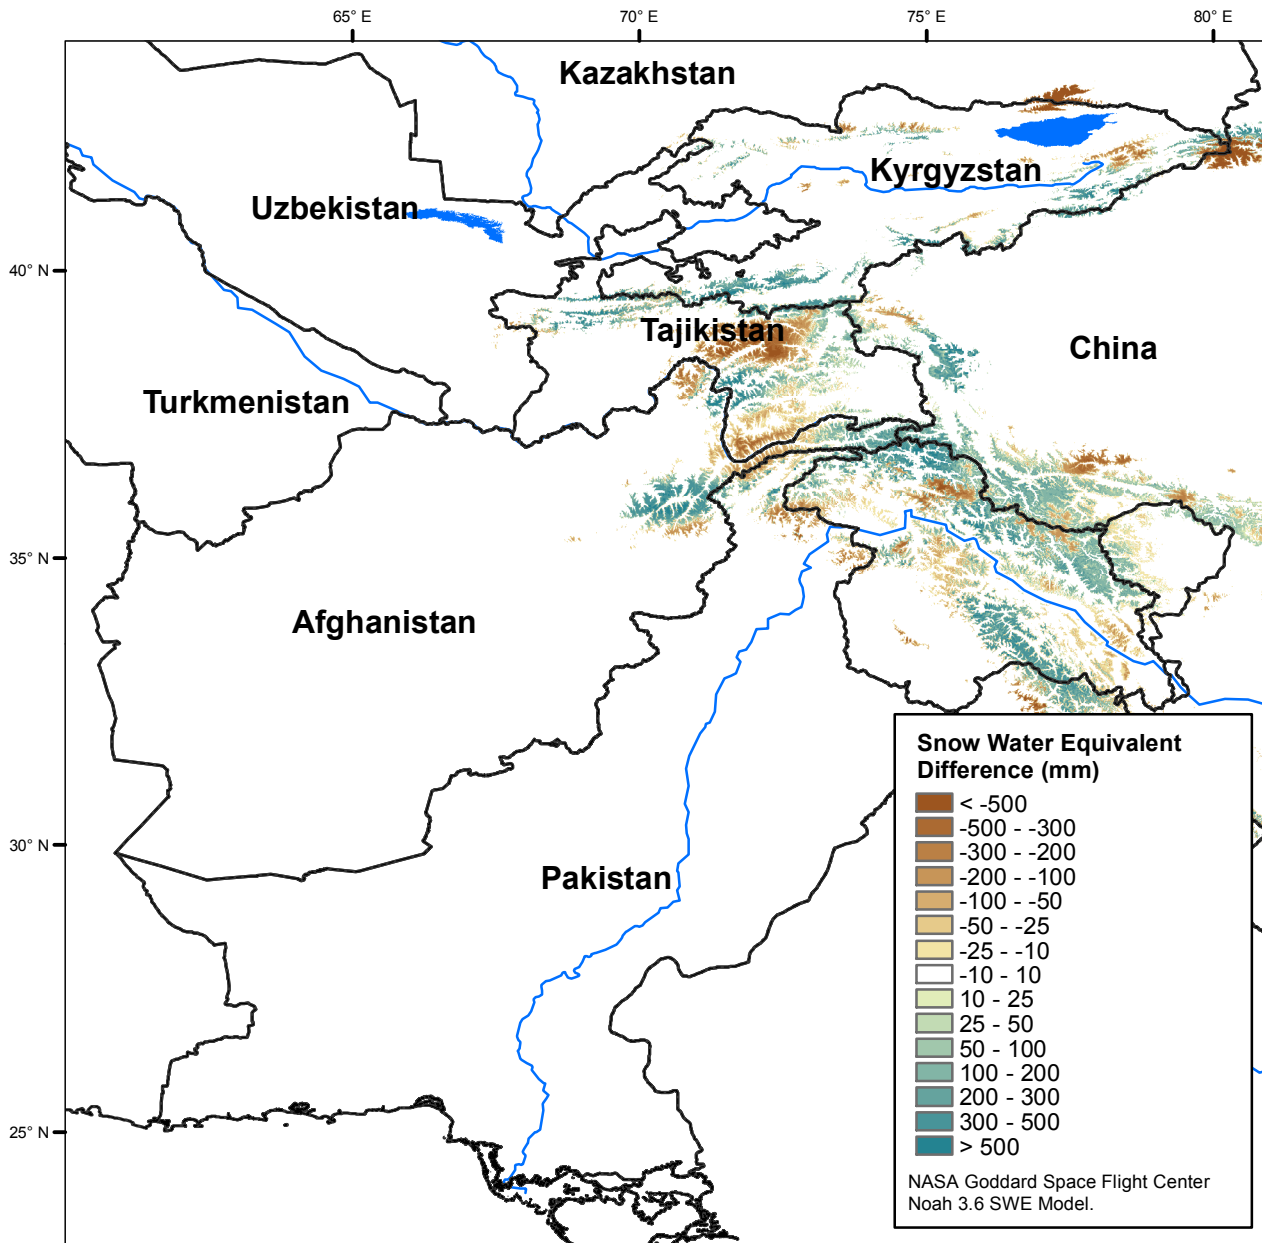 65° E
70° E
75° E
80° E
Kazakhstan
Kyrgyzstan
Uzbekistan
40° N
Tajikistan
China
Turkmenistan
35° N
Afghanistan
30° N
Pakistan
25° N
Snow Water Equivalent
Difference (mm)
< -500
-500 - -300
-300 - -200
-200 - -100
-100 - -50
-50 - -25
-25 - -10
-10 - 10
10 - 25
25 - 50
50 - 100
100 - 200
200 - 300
300 - 500
> 500
NASA Goddard Space Flight Center
Noah 3.6 SWE Model.